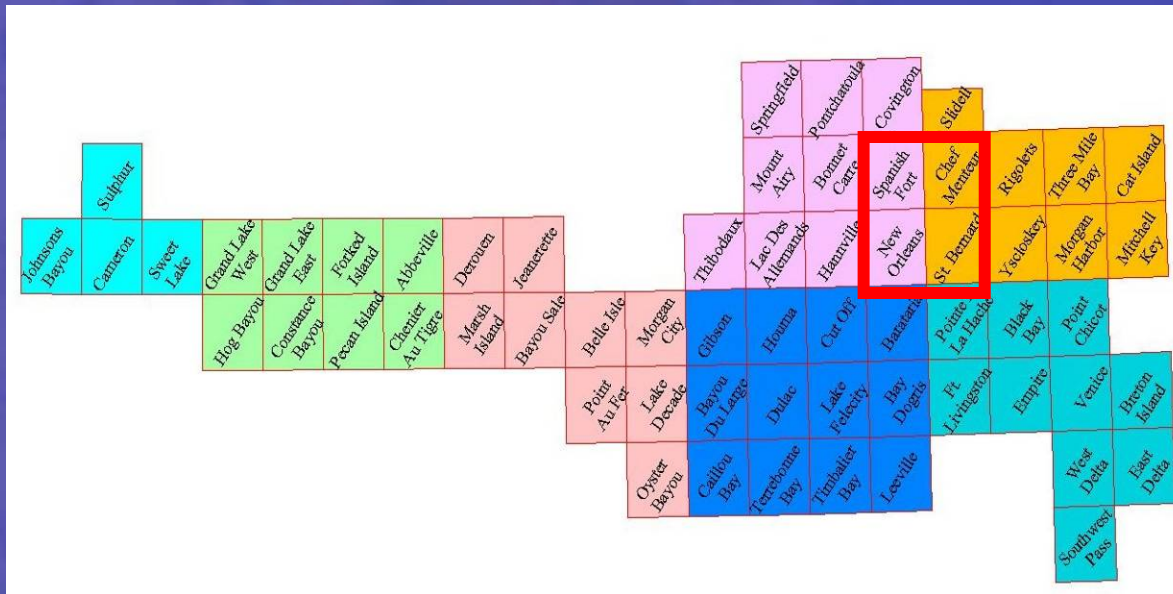 Springfield
Pontchatoula
Covington
Slidell
Sulphur
Mount
Airy
Bonnet
Carre
Spanish
Fort
Chef
Menteur
Rigolets
Three Mile
Bay
Cat Island
Johnsons
Bayou
Cameron
Sweet
Lake
Grand Lake
West
Grand Lake
East
Forked
Island
Abbeville
Derouen
Jeanerette
Thibodaux
Lac Des
Allemands
Hannville
New
Orleans
St. Bernard
Yscloskey
Morgan
Harbor
Mitchell
Key
Hog Bayou
Constance
Bayou
Pecan Island
Chenier
Au Tigre
Marsh
Island
Bayou Sale
Belle Isle
Morgan
City
Gibson
Houma
Cut Off
Barataria
Pointe
La Hache
Black
Bay
Point
Chicot
Point
Au Fer
Lake
Decade
Bayou
Du Large
Dulac
Lake
Felecity
Bay
Dogris
Ft.
Livingston
Empire
Venice
Breton
Island
Oyster
Bayou
Caillou
Bay
Terrebonne
Bay
Timbalier
Bay
Leeville
West
Delta
East
Delta
Southwest
Pass